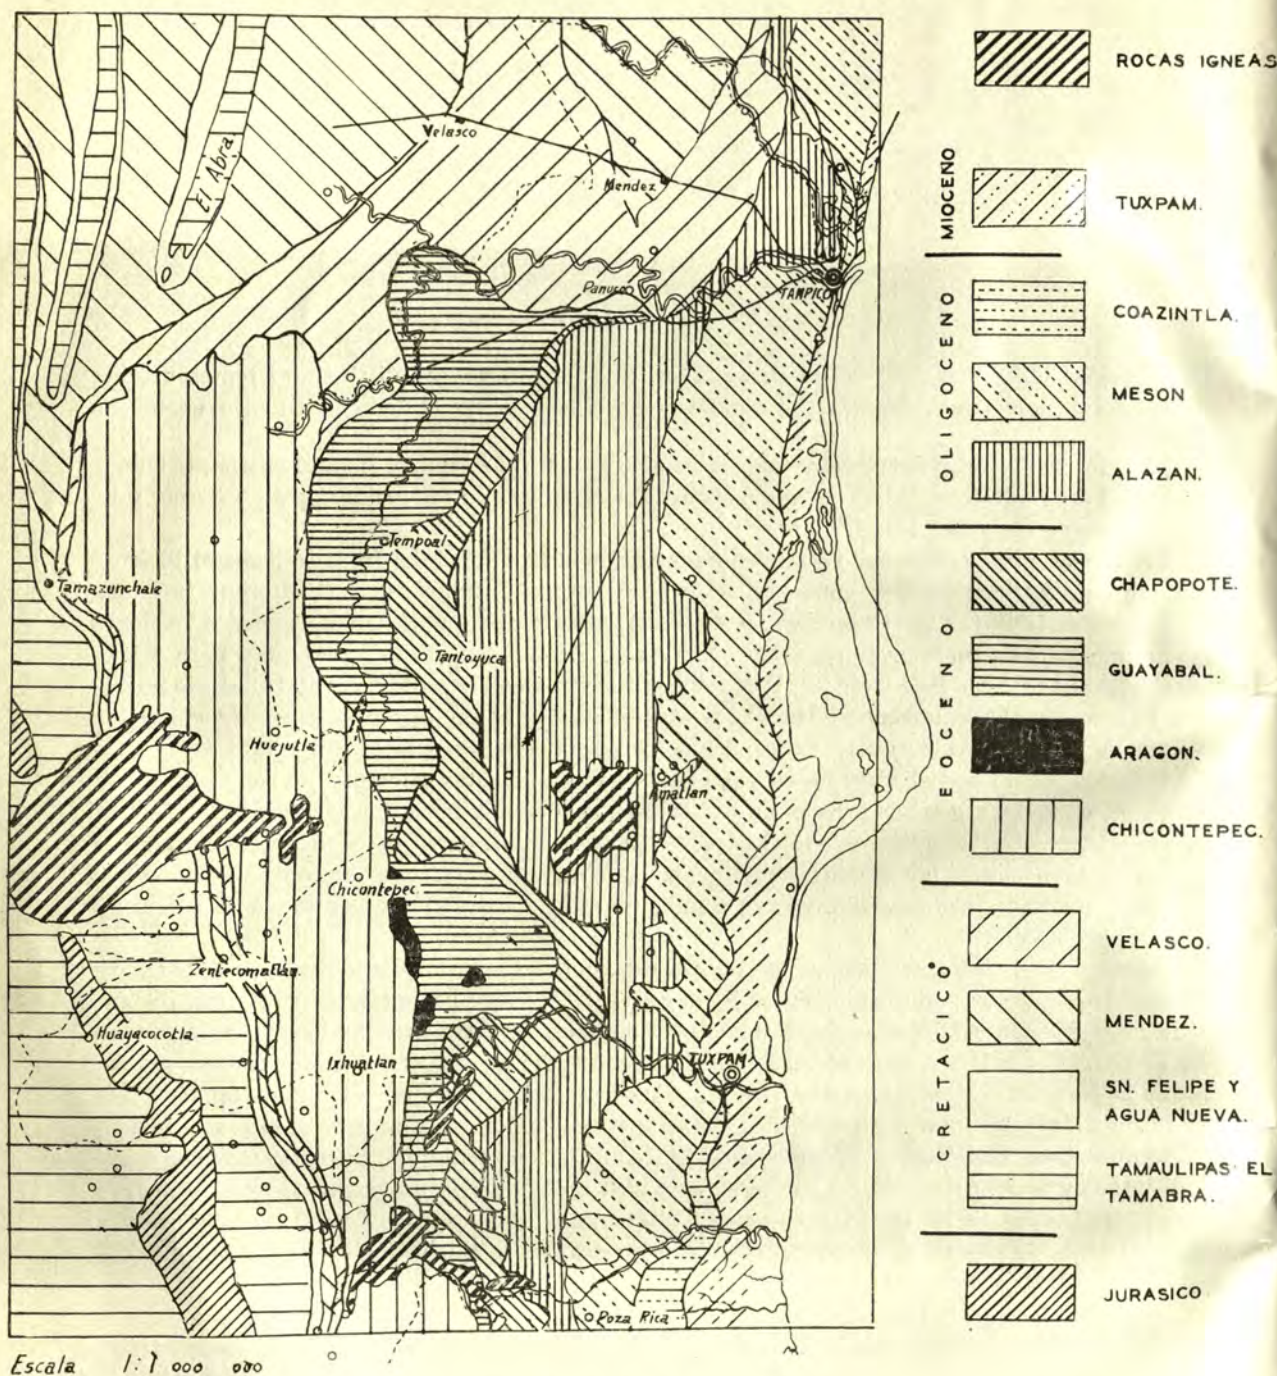 El Abra.
Velasco
Mendez
Panuco
TAMPICO
Tempoal
Tamazunchale
Tantoyuca
Huejutla
Amatlan
Chicontepec.
Zentecomatlan.
Huayacocotla
Ixhuatlan
TUXPAM
Poza Rica
Escala 1:1 000 000
ROCAS IGNEAS
MIOCENO
TUXPAM.
OLIGOCENO
COAZINTLA.
MESON
ALAZAN.
EOCENO
CHAPOPOTE.
GUAYABAL.
ARAGON.
CHICONTEPEC.
CRETACICO
VELASCO.
MENDEZ.
SN. FELIPE Y
AGUA NUEVA.
TAMAULIPAS EL
TAMABRA.
JURASICO